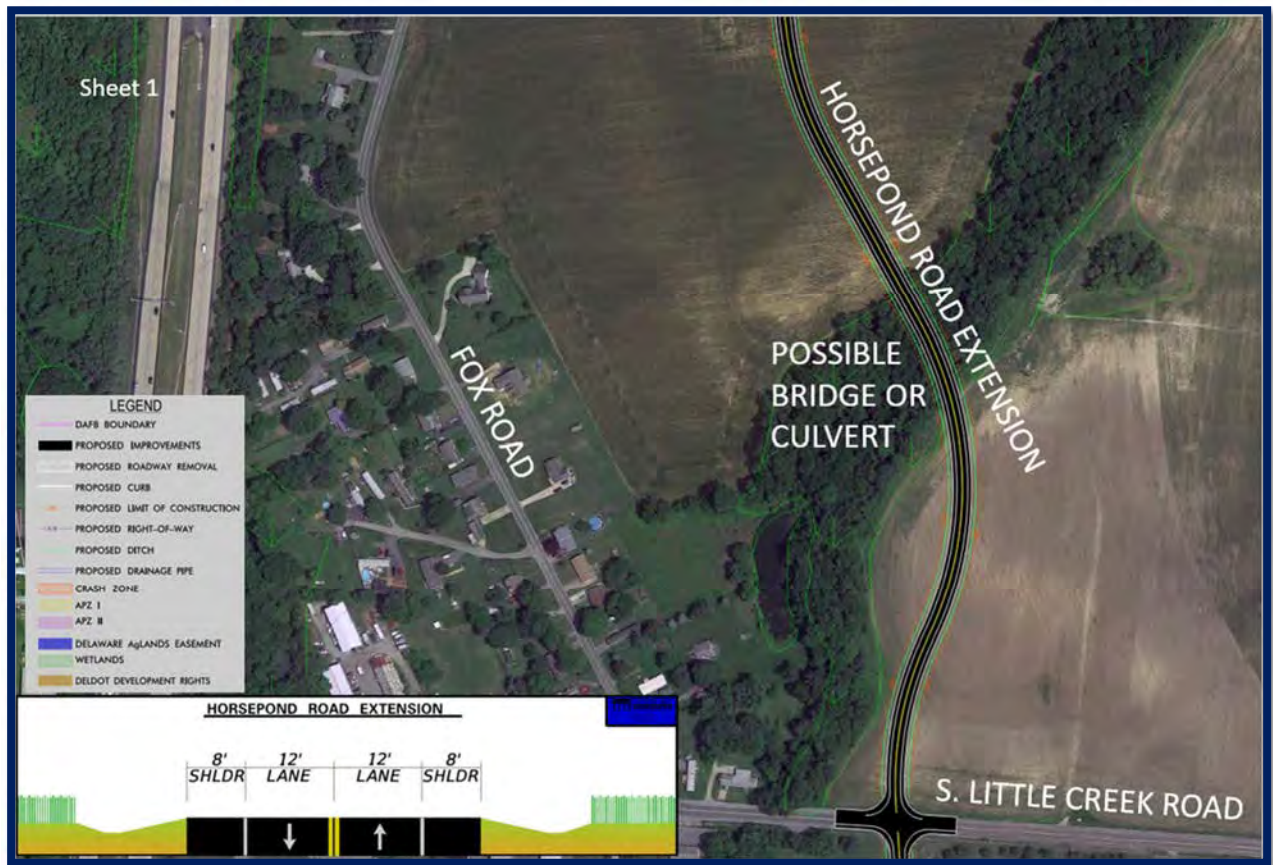 Sheet 1
HORSEPOND ROAD EXTENSION
FOX ROAD
POSSIBLE
BRIDGE OR
CULVERT
S. LITTLE CREEK ROAD
LEGEND
DAFB BOUNDARY
PROPOSED IMPROVEMENTS
PROPOSED ROADWAY REMOVAL
PROPOSED CURB
PROPOSED LIMIT OF CONSTRUCTION
PROPOSED RIGHT-OF-WAY
PROPOSED DITCH
PROPOSED DRAINAGE PIPE
CRASH ZONE
APZ I
APZ II
DELAWARE AgLANDS EASEMENT
WETLANDS
DELDOT DEVELOPMENT RIGHTS
HORSEPOND ROAD EXTENSION
8' 12' 12' 8'
SHLDR LANE LANE SHLDR